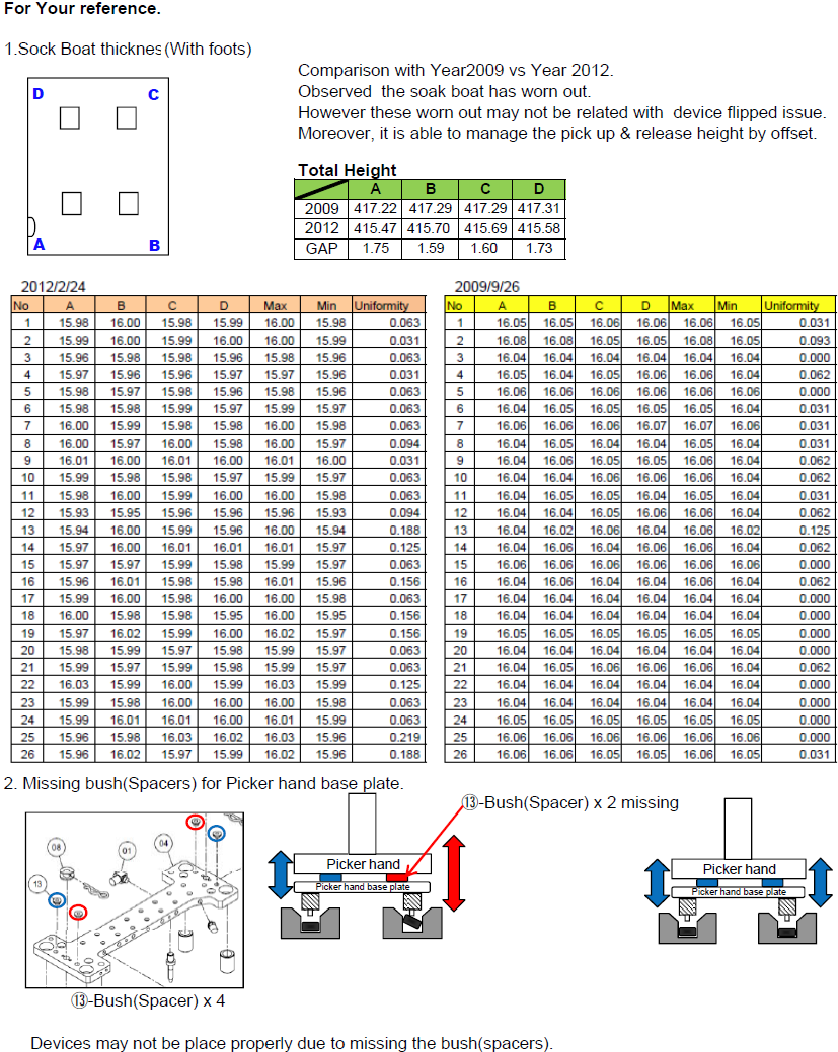 For Your reference.
1.Sock Boat thicknes(With foots)
D C
A B
Comparison with Year2009 vs Year 2012.
Observed the soak boat has worn out.
However these worn out may not be related with device flipped issue.
Moreover, it is able to manage the pick up & release height by offset.
Total Height
A B C D
2009 417.22 417.29 417.29 417.31
2012 415.47 415.70 415.69 415.58
GAP 1.75 1.59 1.60 1.73
2012/2/24
No A B C D Max Min Uniformity
1 15.98 16.00 15.98 15.99 16.00 15.98 0.063
2 15.99 16.00 15.99 16.00 16.00 15.99 0.031
3 15.96 15.98 15.98 15.96 15.98 15.96 0.063
4 15.97 15.96 15.96 15.97 15.97 15.96 0.031
5 15.98 15.97 15.98 15.96 15.98 15.96 0.063
6 15.98 15.98 15.99 15.97 15.99 15.97 0.063
7 16.00 15.99 15.98 15.98 16.00 15.98 0.063
8 16.00 15.97 16.00 15.98 16.00 15.97 0.094
9 16.01 16.00 16.01 16.00 16.01 16.00 0.031
10 15.99 15.98 15.98 15.97 15.99 15.97 0.063
11 15.98 16.00 15.99 16.00 16.00 15.98 0.063
12 15.93 15.95 15.96 15.96 15.96 15.93 0.094
13 15.94 16.00 15.99 15.96 16.00 15.94 0.188
14 15.97 16.00 16.01 16.01 16.01 15.97 0.125
15 15.97 15.97 15.99 15.98 15.99 15.97 0.063
16 15.96 16.01 15.98 15.98 16.01 15.96 0.156
17 15.99 16.00 15.98 16.00 16.00 15.98 0.063
18 16.00 15.98 15.98 15.95 16.00 15.95 0.156
19 15.97 16.02 15.99 16.00 16.02 15.97 0.156
20 15.98 15.99 15.97 15.98 15.99 15.97 0.063
21 15.99 15.97 15.99 15.98 15.99 15.97 0.063
22 16.03 15.99 16.00 15.99 16.03 15.99 0.125
23 15.99 15.98 16.00 16.00 16.00 15.98 0.063
24 15.99 16.01 16.01 16.00 16.01 15.99 0.063
25 15.96 15.98 16.03 16.02 16.03 15.96 0.219
26 15.96 16.02 15.97 15.99 16.02 15.96 0.188
2009/9/26
No A B C D Max Min Uniformity
1 16.05 16.05 16.06 16.06 16.06 16.05 0.031
2 16.08 16.08 16.05 16.05 16.08 16.05 0.093
3 16.04 16.04 16.04 16.04 16.04 16.04 0.000
4 16.05 16.04 16.05 16.06 16.06 16.04 0.062
5 16.06 16.06 16.06 16.06 16.06 16.06 0.000
6 16.04 16.05 16.05 16.05 16.05 16.04 0.031
7 16.06 16.06 16.06 16.07 16.07 16.06 0.031
8 16.04 16.05 16.04 16.04 16.05 16.04 0.031
9 16.04 16.06 16.05 16.05 16.06 16.04 0.062
10 16.04 16.04 16.06 16.06 16.06 16.04 0.062
11 16.04 16.05 16.05 16.04 16.05 16.04 0.031
12 16.04 16.04 16.05 16.06 16.06 16.04 0.062
13 16.04 16.02 16.06 16.04 16.06 16.02 0.125
14 16.04 16.06 16.04 16.06 16.06 16.04 0.062
15 16.06 16.06 16.06 16.06 16.06 16.06 0.000
16 16.04 16.06 16.04 16.04 16.06 16.04 0.062
17 16.04 16.04 16.04 16.04 16.04 16.04 0.000
18 16.04 16.04 16.04 16.04 16.04 16.04 0.000
19 16.05 16.05 16.05 16.05 16.05 16.05 0.000
20 16.04 16.04 16.04 16.04 16.04 16.04 0.000
21 16.04 16.05 16.06 16.06 16.06 16.04 0.062
22 16.04 16.04 16.04 16.04 16.04 16.04 0.000
23 16.04 16.04 16.04 16.04 16.04 16.04 0.000
24 16.05 16.05 16.05 16.05 16.05 16.05 0.000
25 16.06 16.06 16.06 16.06 16.06 16.06 0.000
26 16.06 16.06 16.05 16.05 16.06 16.05 0.031
2. Missing bush(Spacers) for Picker hand base plate.
⑬-Bush(Spacer) x 2 missing
08
01
04
13
Picker hand
Picker hand base plate
Picker hand
Picker hand base plate
⑬-Bush(Spacer) x 4
Devices may not be place properly due to missing the bush(spacers).